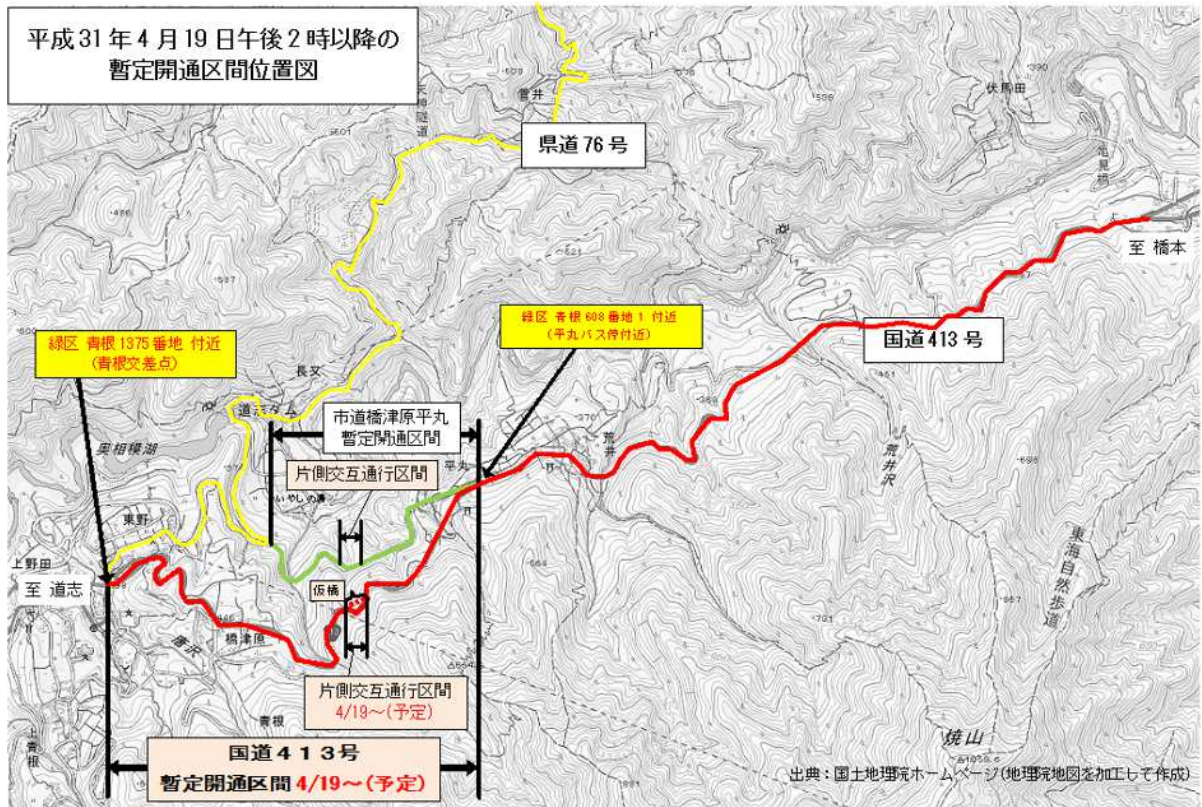 平成31年4月19日午後2時以降の
暫定開通区間位置図
菅井
伏馬田
県道76号
至 橋本
緑区 青根608番地1 付近
(平丸バス停付近)
国道413号
緑区 青根1375番地 付近
(青根交差点)
長又
道志ダム
市道橋津原平丸
暫定開通区間
奥相模湖
荒井
荒井沢
片側交互通行区間
平丸
いやしの湯
東野
上野田
至 道志
東海自然歩道
仮橋
橋津原
唐沢
片側交互通行区間
4/19～(予定)
青根
上青根
焼山
国道413号
暫定開通区間 4/19～(予定)
出典：国土地理院ホームページ(地理院地図を加工して作成)